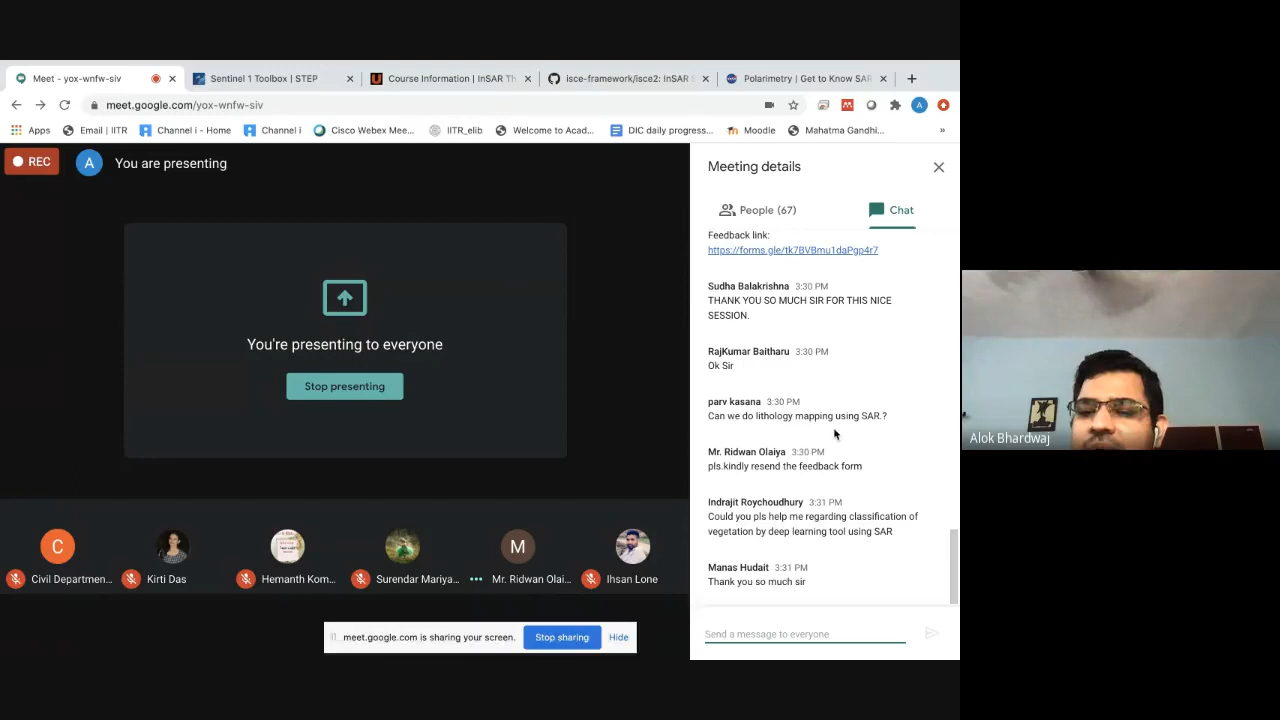 Meet - yox-wnfw-siv
Sentinel 1 Toolbox | STEP
Course Information | InSAR Th
isce-framework/isce2: InSAR S
Polarimetry | Get to Know SAR
meet.google.com/yox-wnfw-siv
Apps
Email | IITR
Channel i - Home
Channel i
Cisco Webex Mee...
IITR_elib
Welcome to Acad...
DIC daily progress...
Moodle
Mahatma Gandhi...
»
REC
A
You are presenting
You're presenting to everyone
Stop presenting
Meeting details
People (67)
Chat
Feedback link:
https://forms.gle/tk7BVBmu1daPgp4r7
Sudha Balakrishna 3:30 PM
THANK YOU SO MUCH SIR FOR THIS NICE
SESSION.
RajKumar Baitharu 3:30 PM
Ok Sir
parv kasana 3:30 PM
Can we do lithology mapping using SAR.?
Mr. Ridwan Olaiya 3:30 PM
pls.kindly resend the feedback form
Indrajit Roychoudhury 3:31 PM
Could you pls help me regarding classification of
vegetation by deep learning tool using SAR
Manas Hudait 3:31 PM
Thank you so much sir
Send a message to everyone
C
M
Civil Departmen...
Kirti Das
Hemanth Kom...
Surendar Mariya...
Mr. Ridwan Olai...
Ihsan Lone
meet.google.com is sharing your screen.
Stop sharing
Hide
Alok Bhardwaj